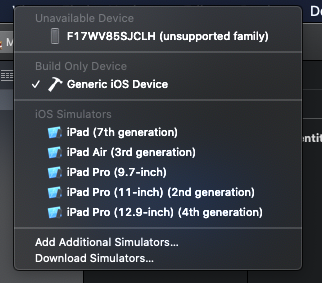 Unavailable Device
F17WV85SJCLH (unsupported family)
Build Only Device
Generic iOS Device
iOS Simulators
iPad (7th generation)
iPad Air (3rd generation)
iPad Pro (9.7-inch)
iPad Pro (11-inch) (2nd generation)
iPad Pro (12.9-inch) (4th generation)
Add Additional Simulators...
Download Simulators...